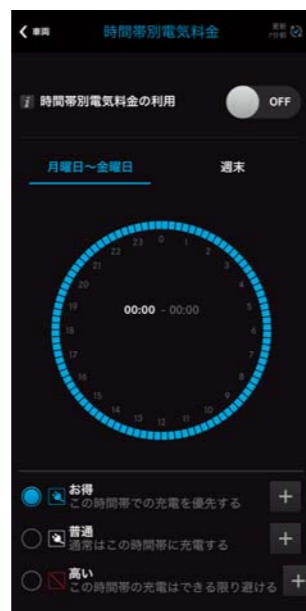 車両
時間帯別電気料金
更新
7分前
i 時間帯別電気料金の利用
OFF
月曜日～金曜日
週末
23 0 1
22 2
21 3
20 4
19 5
00:00 - 00:00
18 6
17 7
16 8
15 9
14 10
13 12 11
お得
この時間帯での充電を優先する
+
普通
通常はこの時間帯に充電する
+
高い
この時間帯の充電はできる限り避ける
+